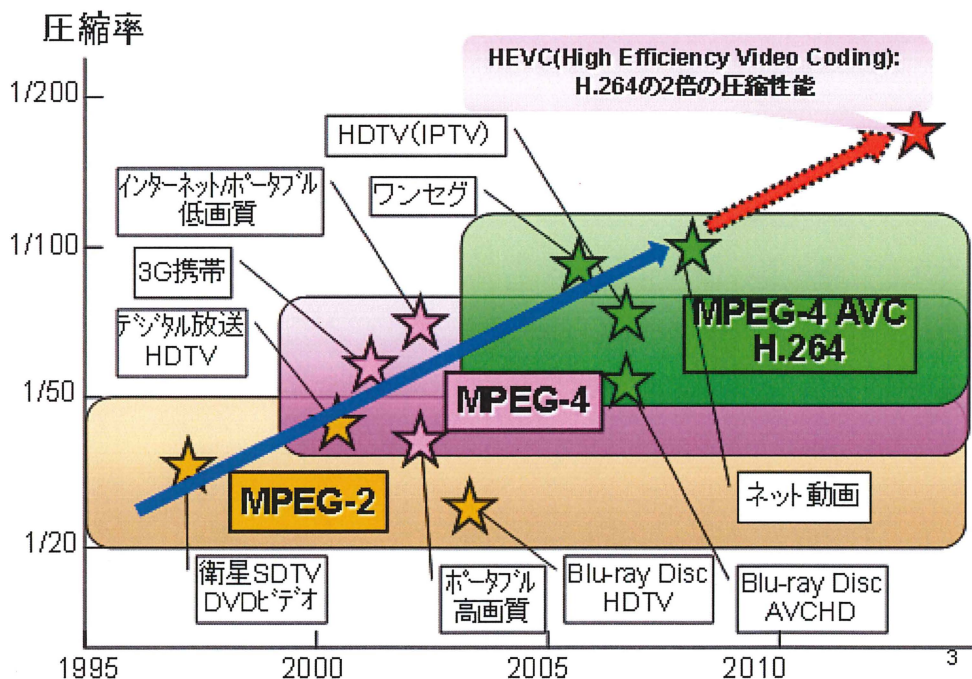 圧縮率
HEVC(High Efficiency Video Coding):
H.264の2倍の圧縮性能
1/200
HDTV(IPTV)
インターネット/ポータブル
低画質
ワンセグ
1/100
3G携帯
デジタル放送
HDTV
MPEG-4 AVC
H.264
1/50
MPEG-4
MPEG-2
ネット動画
1/20
衛星SDTV
DVDビデオ
ポータブル
高画質
Blu-ray Disc
HDTV
Blu-ray Disc
AVCHD
1995
2000
2005
2010
3